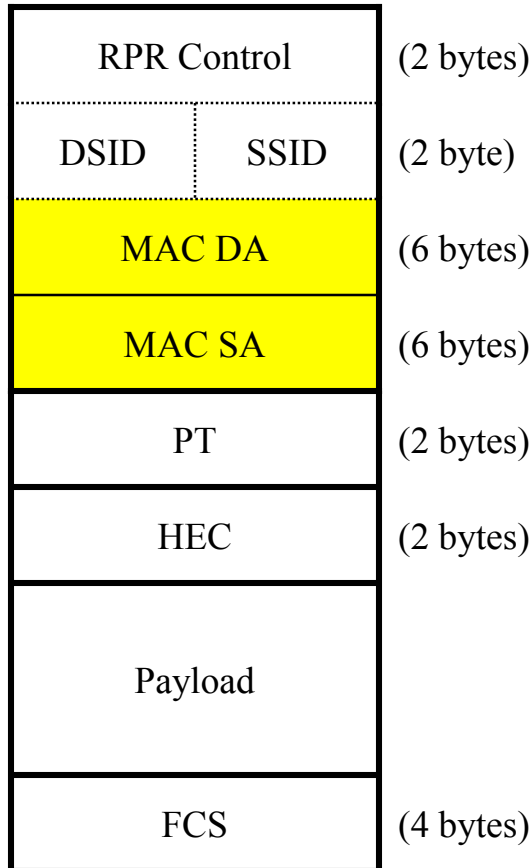 RPR Control (2 bytes)
DSID SSID (2 byte)
MAC DA (6 bytes)
MAC SA (6 bytes)
PT (2 bytes)
HEC (2 bytes)
Payload
FCS (4 bytes)